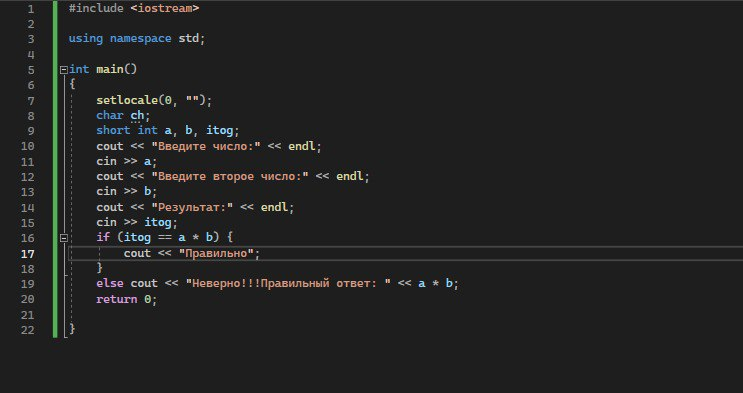 1 #include <iostream>
2
3 using namespace std;
4
5 int main()
6 {
7 setlocale(0, "");
8 char ch;
9 short int a, b, itog;
10 cout << "Введите число:" << endl;
11 cin >> a;
12 cout << "Введите второе число:" << endl;
13 cin >> b;
14 cout << "Результат:" << endl;
15 cin >> itog;
16 if (itog == a * b) {
17 cout << "Правильно";
18 }
19 else cout << "Неверно!!!Правильный ответ: " << a * b;
20 return 0;
21
22 }